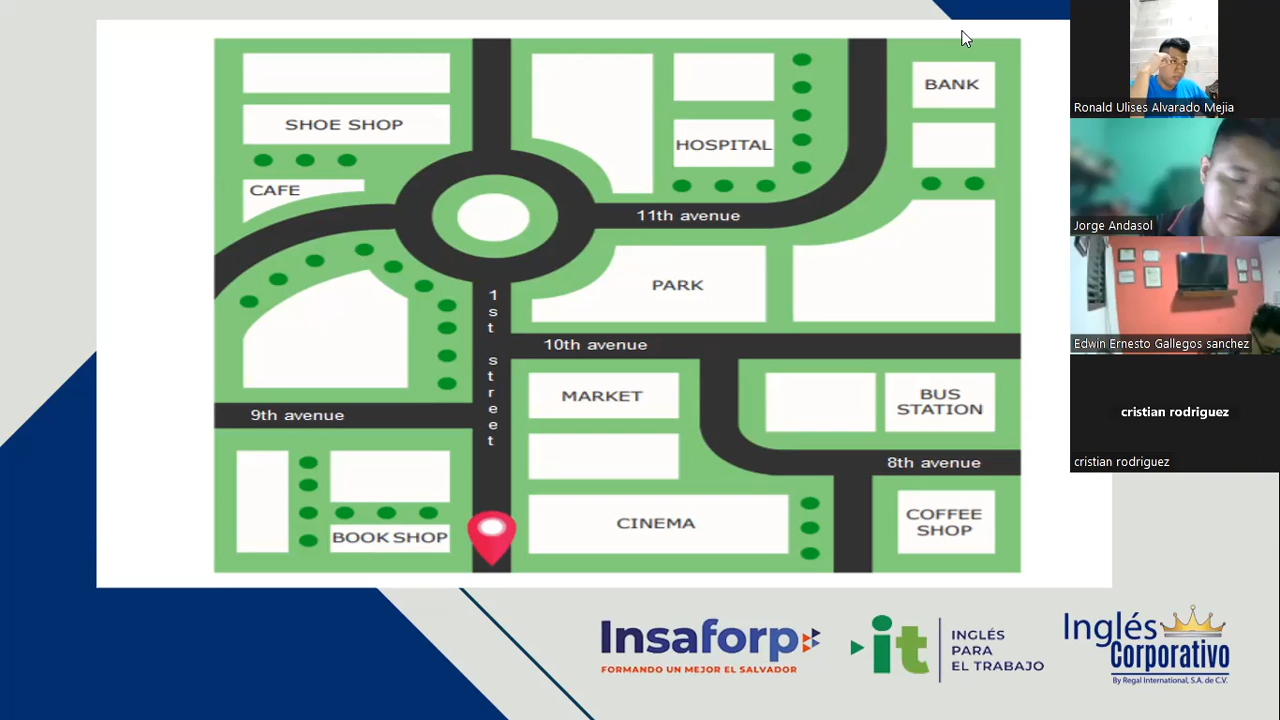 SHOE SHOP
CAFE
HOSPITAL
BANK
11th avenue
PARK
1st street
10th avenue
MARKET
BUS
STATION
9th avenue
8th avenue
BOOK SHOP
CINEMA
COFFEE
SHOP
Ronald Ulises Alvarado Mejia
Jorge Andasol
Edwin Ernesto Gallegos sanchez
cristian rodriguez
cristian rodriguez
Insaforp
FORMANDO UN MEJOR EL SALVADOR
it
INGLÉS
PARA
EL TRABAJO
Inglés
Corporativo
By Regal International, S.A. de C.V.